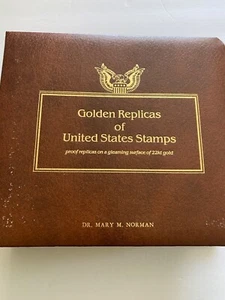 Golden Replicas
of
United States Stamps
proof replicas on a gleaming surface of 22kt gold
DR. MARY M. NORMAN